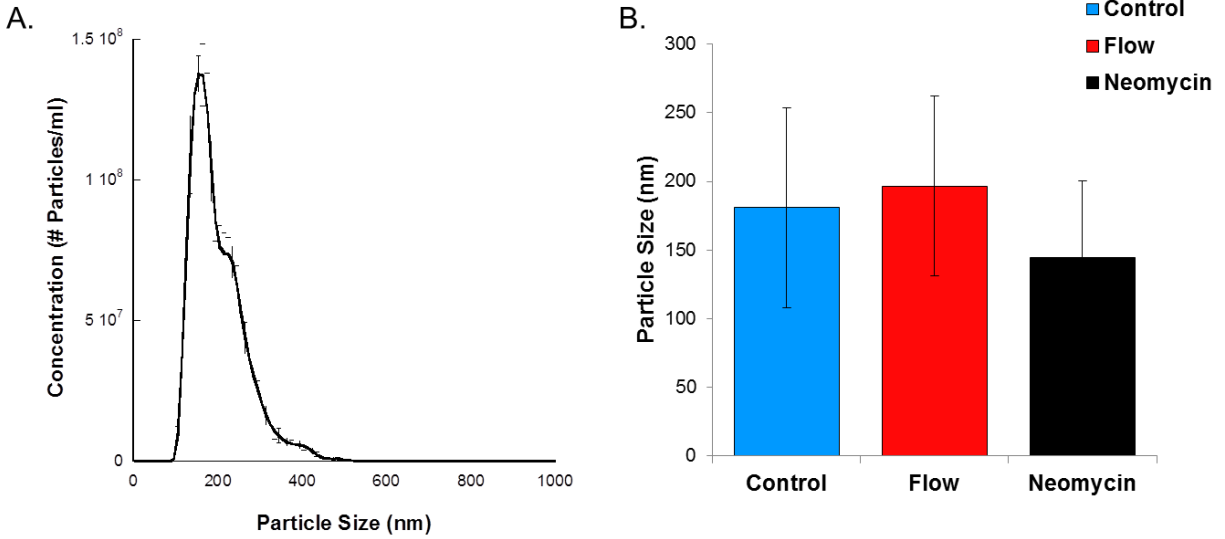 A.
1.5 10⁸
1 10⁸
5 10⁷
0
0
200
400
600
800
1000
Concentration (# Particles/ml)
Particle Size (nm)
B.
Control
Flow
Neomycin
300
250
200
150
100
50
0
Particle Size (nm)
Control
Flow
Neomycin